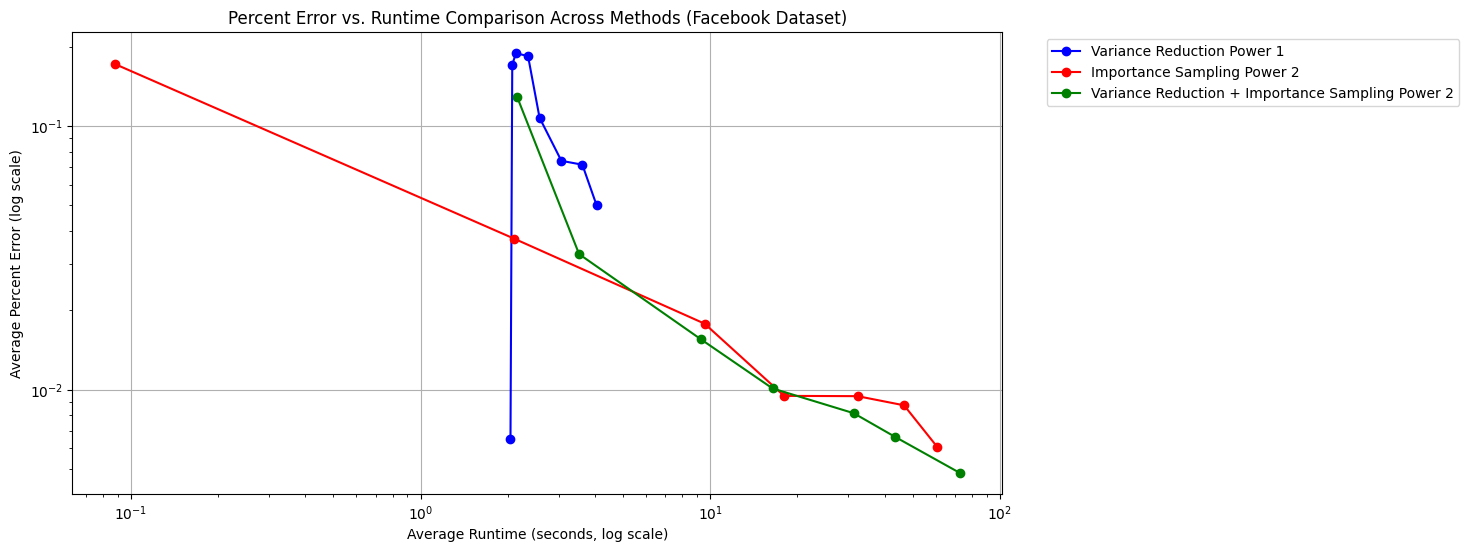 Percent Error vs. Runtime Comparison Across Methods (Facebook Dataset)
Average Percent Error (log scale)
10⁻¹
10⁻²
10⁻¹
10⁰
10¹
10²
Average Runtime (seconds, log scale)
Variance Reduction Power 1
Importance Sampling Power 2
Variance Reduction + Importance Sampling Power 2